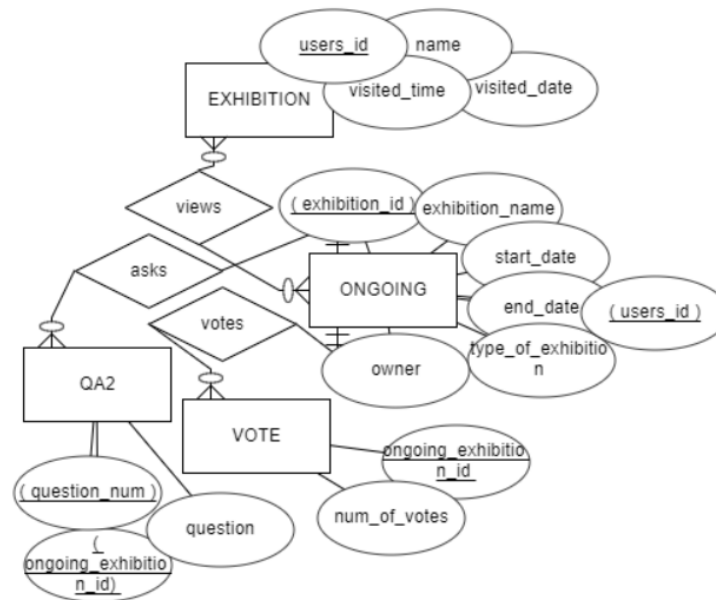 users_id
name
EXHIBITION
visited_time
visited_date
views
( exhibition_id )
exhibition_name
asks
start_date
ONGOING
end_date
( users_id )
votes
type_of_exhibitio
n
owner
QA2
VOTE
ongoing_exhibitio
n_id
( question_num )
num_of_votes
question
(
ongoing_exhibitio
n_id)